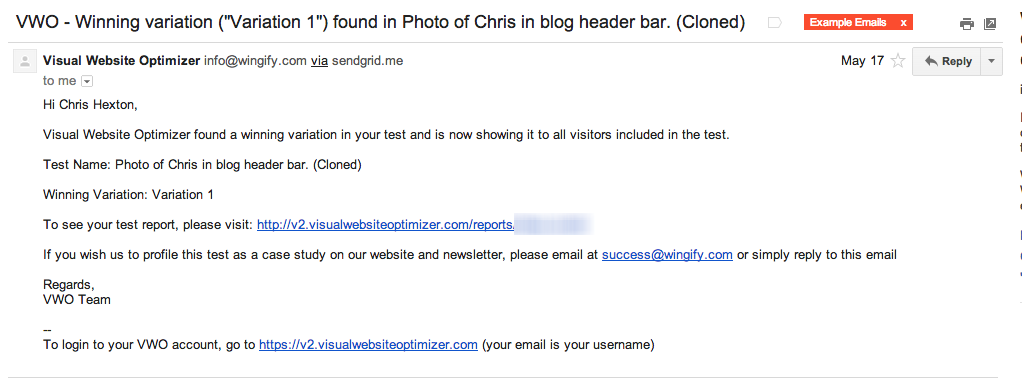 VWO - Winning variation ("Variation 1") found in Photo of Chris in blog header bar. (Cloned)
Example Emails x
Visual Website Optimizer info@wingify.com via sendgrid.me
May 17
Reply
to me
Hi Chris Hexton,
Visual Website Optimizer found a winning variation in your test and is now showing it to all visitors included in the test.
Test Name: Photo of Chris in blog header bar. (Cloned)
Winning Variation: Variation 1
To see your test report, please visit: http://v2.visualwebsiteoptimizer.com/reports
If you wish us to profile this test as a case study on our website and newsletter, please email at success@wingify.com or simply reply to this email
Regards,
VWO Team
--
To login to your VWO account, go to https://v2.visualwebsiteoptimizer.com (your email is your username)